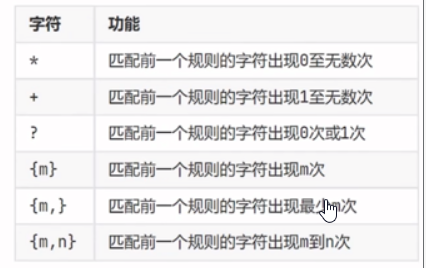 字符 功能
* 匹配前一个规则的字符出现0至无数次
+ 匹配前一个规则的字符出现1至无数次
? 匹配前一个规则的字符出现0次或1次
{m} 匹配前一个规则的字符出现m次
{m,} 匹配前一个规则的字符出现最少m次
{m,n} 匹配前一个规则的字符出现m到n次